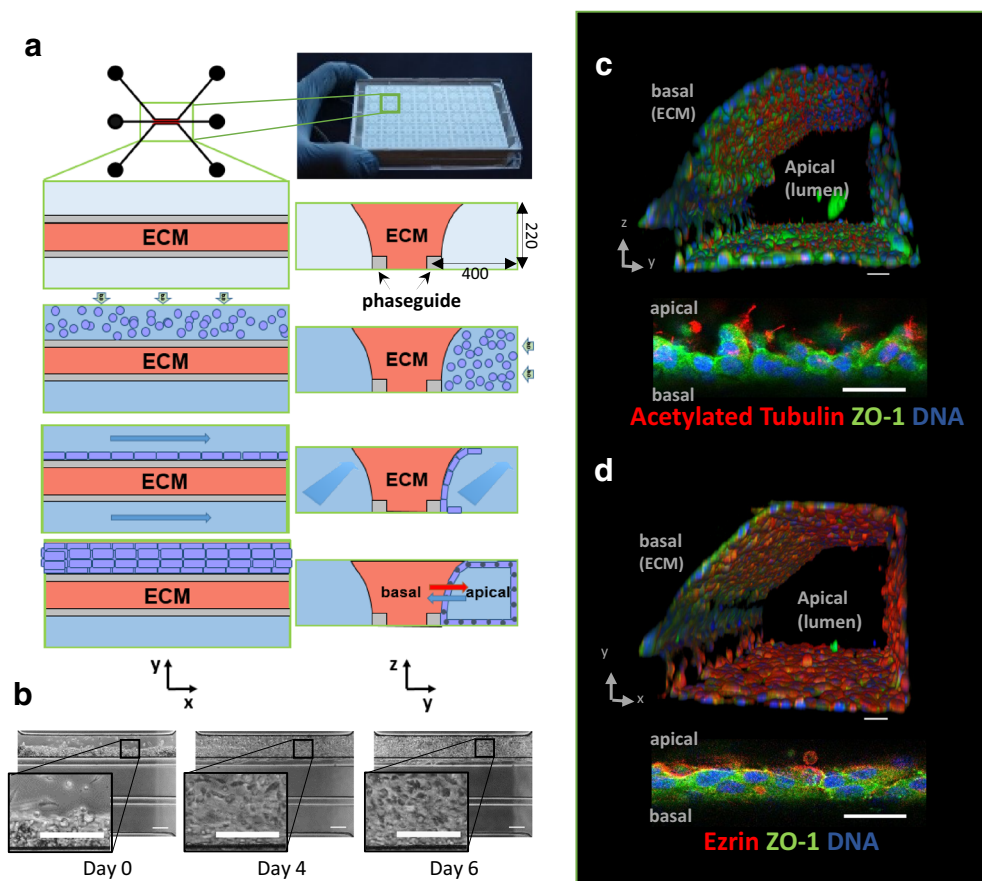 a
ECM
ECM
220
400
phaseguide
ECM
ECM
ECM
ECM
ECM
basal
apical
y
x
z
y
b
Day 0
Day 4
Day 6
c
basal
(ECM)
Apical
(lumen)
z
y
apical
basal
Acetylated Tubulin ZO-1 DNA
d
basal
(ECM)
Apical
(lumen)
y
x
apical
basal
Ezrin ZO-1 DNA